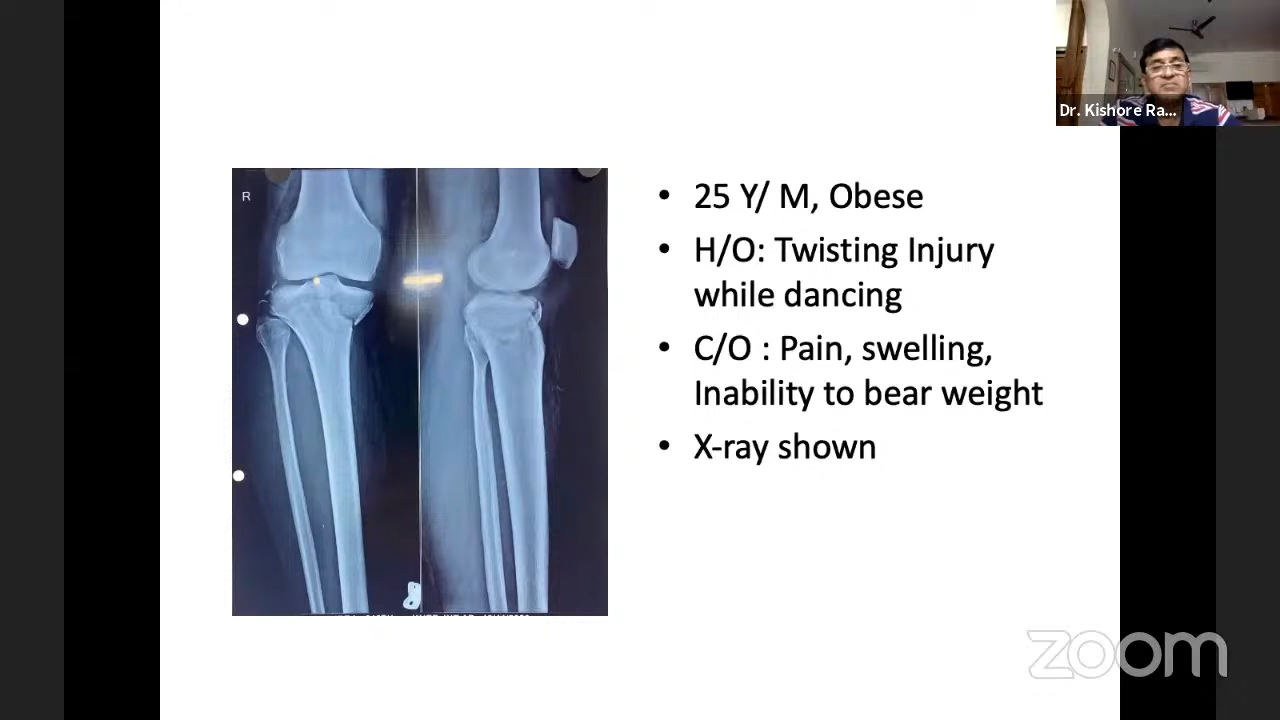 Dr. Kishore Ra...
R
• 25 Y/ M, Obese
• H/O: Twisting Injury
while dancing
• C/O : Pain, swelling,
Inability to bear weight
• X-ray shown
zoom